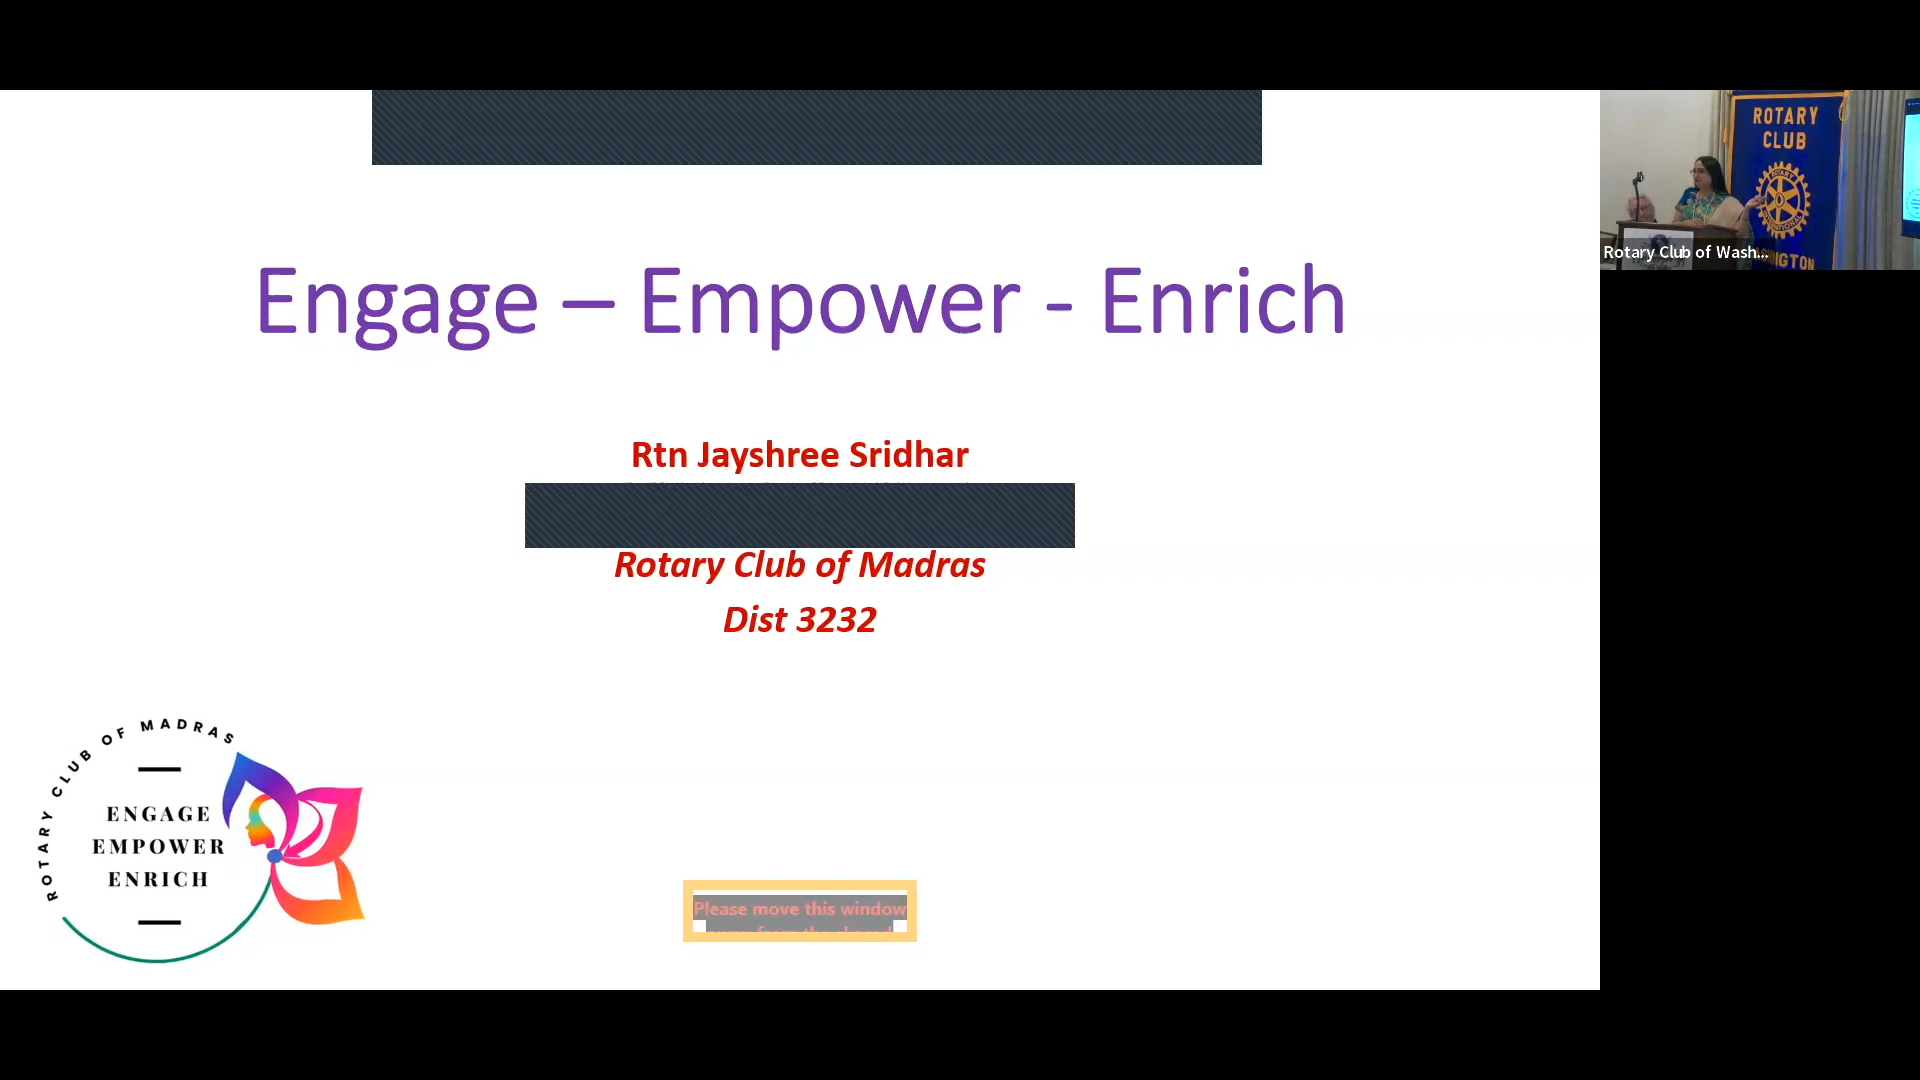 Engage – Empower - Enrich
Rtn Jayshree Sridhar
Rotary Club of Madras
Dist 3232
ROTARY CLUB OF MADRAS
ENGAGE
EMPOWER
ENRICH
Please move this window
ROTARY
CLUB
Rotary Club of Wash...